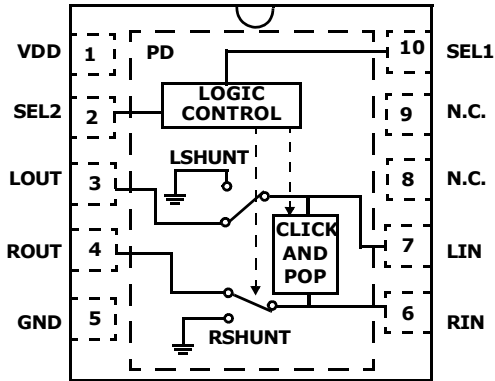 VDD 1 PD 10 SEL1
LOGIC
CONTROL
SEL2 2 9 N.C.
LSHUNT
LOUT 3 8 N.C.
CLICK
AND
POP
ROUT 4 7 LIN
GND 5 6 RIN
RSHUNT